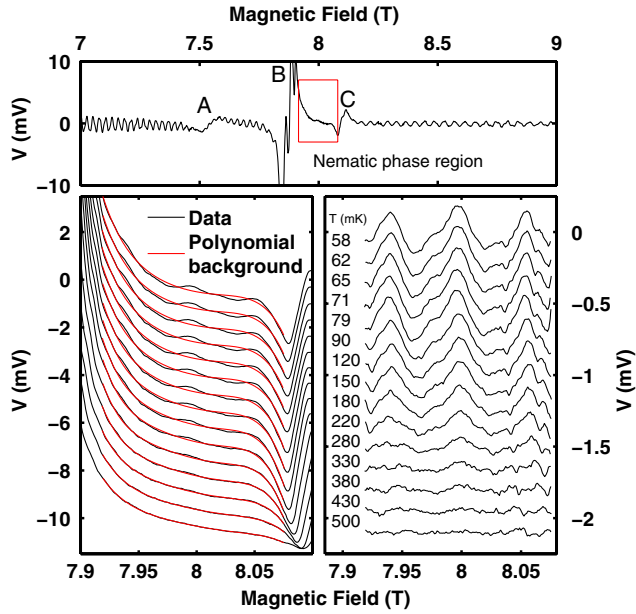 Magnetic Field (T)
7 7.5 8 8.5 9
10
0
−10
V (mV)
A
B
C
Nematic phase region
2
0
−2
−4
−6
−8
−10
V (mV)
Data
Polynomial
background
7.9 7.95 8 8.05
T (mK)
58
62
65
71
79
90
120
150
180
220
280
330
380
430
500
0
−0.5
−1
−1.5
−2
V (mV)
7.9 7.95 8 8.05
Magnetic Field (T)